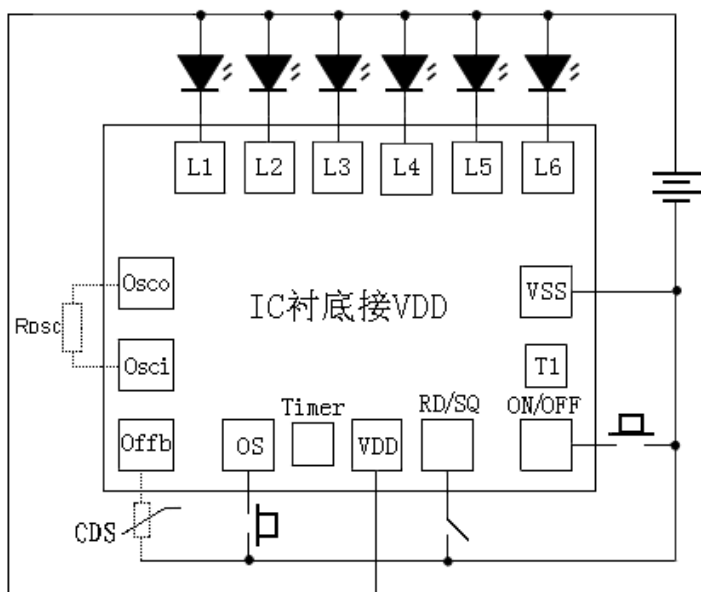 L1 L2 L3 L4 L5 L6
Osco
IC衬底接VDD
VSS
Rosc
Osci
T1
Timer
RD/SQ
ON/OFF
Offb
OS
VDD
CDS